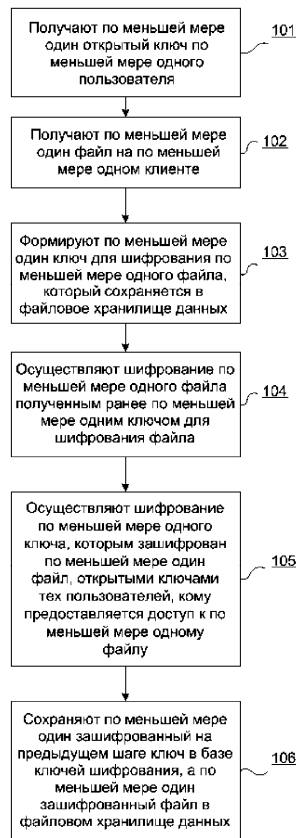 Получают по меньшей мере
один открытый ключ по
меньшей мере одного
пользователя
101
Получают по меньшей мере
один файл на по меньшей
мере одном клиенте
102
Формируют по меньшей мере
один ключ для шифрования по
меньшей мере одного файла,
который сохраняется в
файловое хранилище данных
103
Осуществляют шифрование по
меньшей мере одного файла
полученным ранее по меньшей
мере одним ключом для
шифрования файла
104
Осуществляют шифрование
по меньшей мере одного
ключа, которым зашифрован
по меньшей мере один
файл, открытыми ключами
тех пользователей, кому
предоставляется доступ к по
меньшей мере одному
файлу
105
Сохраняют по меньшей мере
один зашифрованный на
предыдущем шаге ключ в базе
ключей шифрования, а по
меньшей мере один
зашифрованный файл в
файловом хранилище данных
106